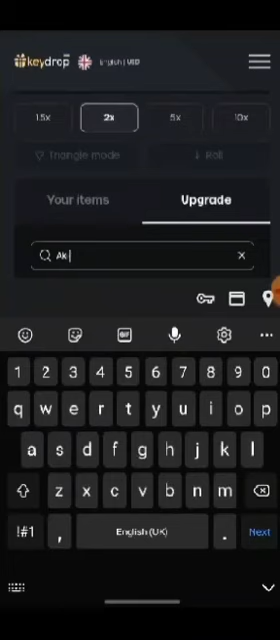 keydrop English | USD
1.5x 2x 5x 10x
Triangle mode Roll
Your items Upgrade
Ak
GIF
1 2 3 4 5 6 7 8 9 0
q w e r t y u i o p
a s d f g h j k l
z x c v b n m
!#1 , English (UK) . Next